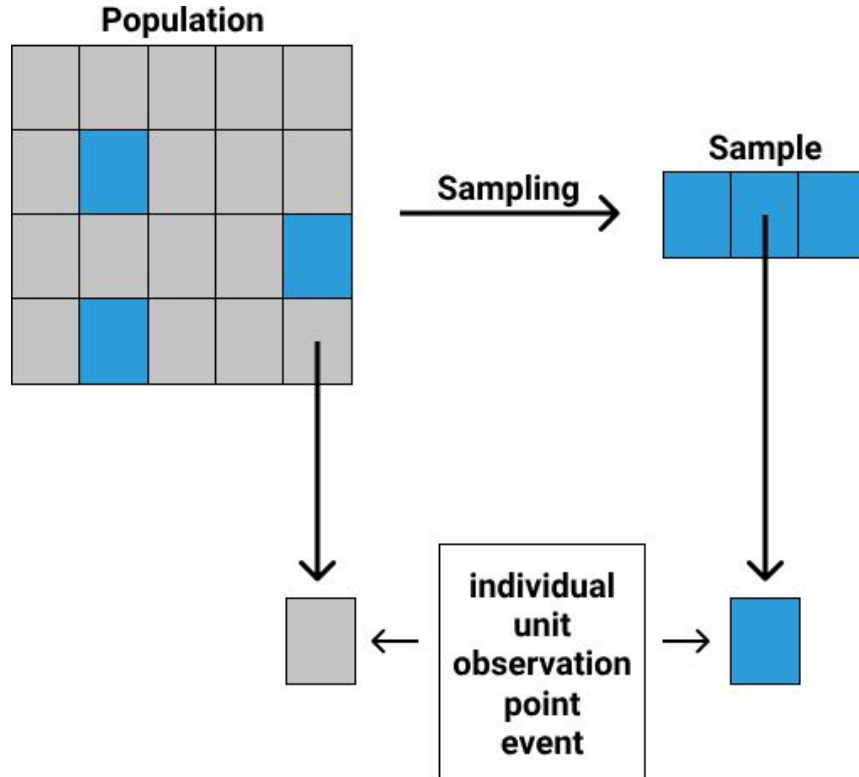 Population
Sampling
Sample
individual
unit
observation
point
event